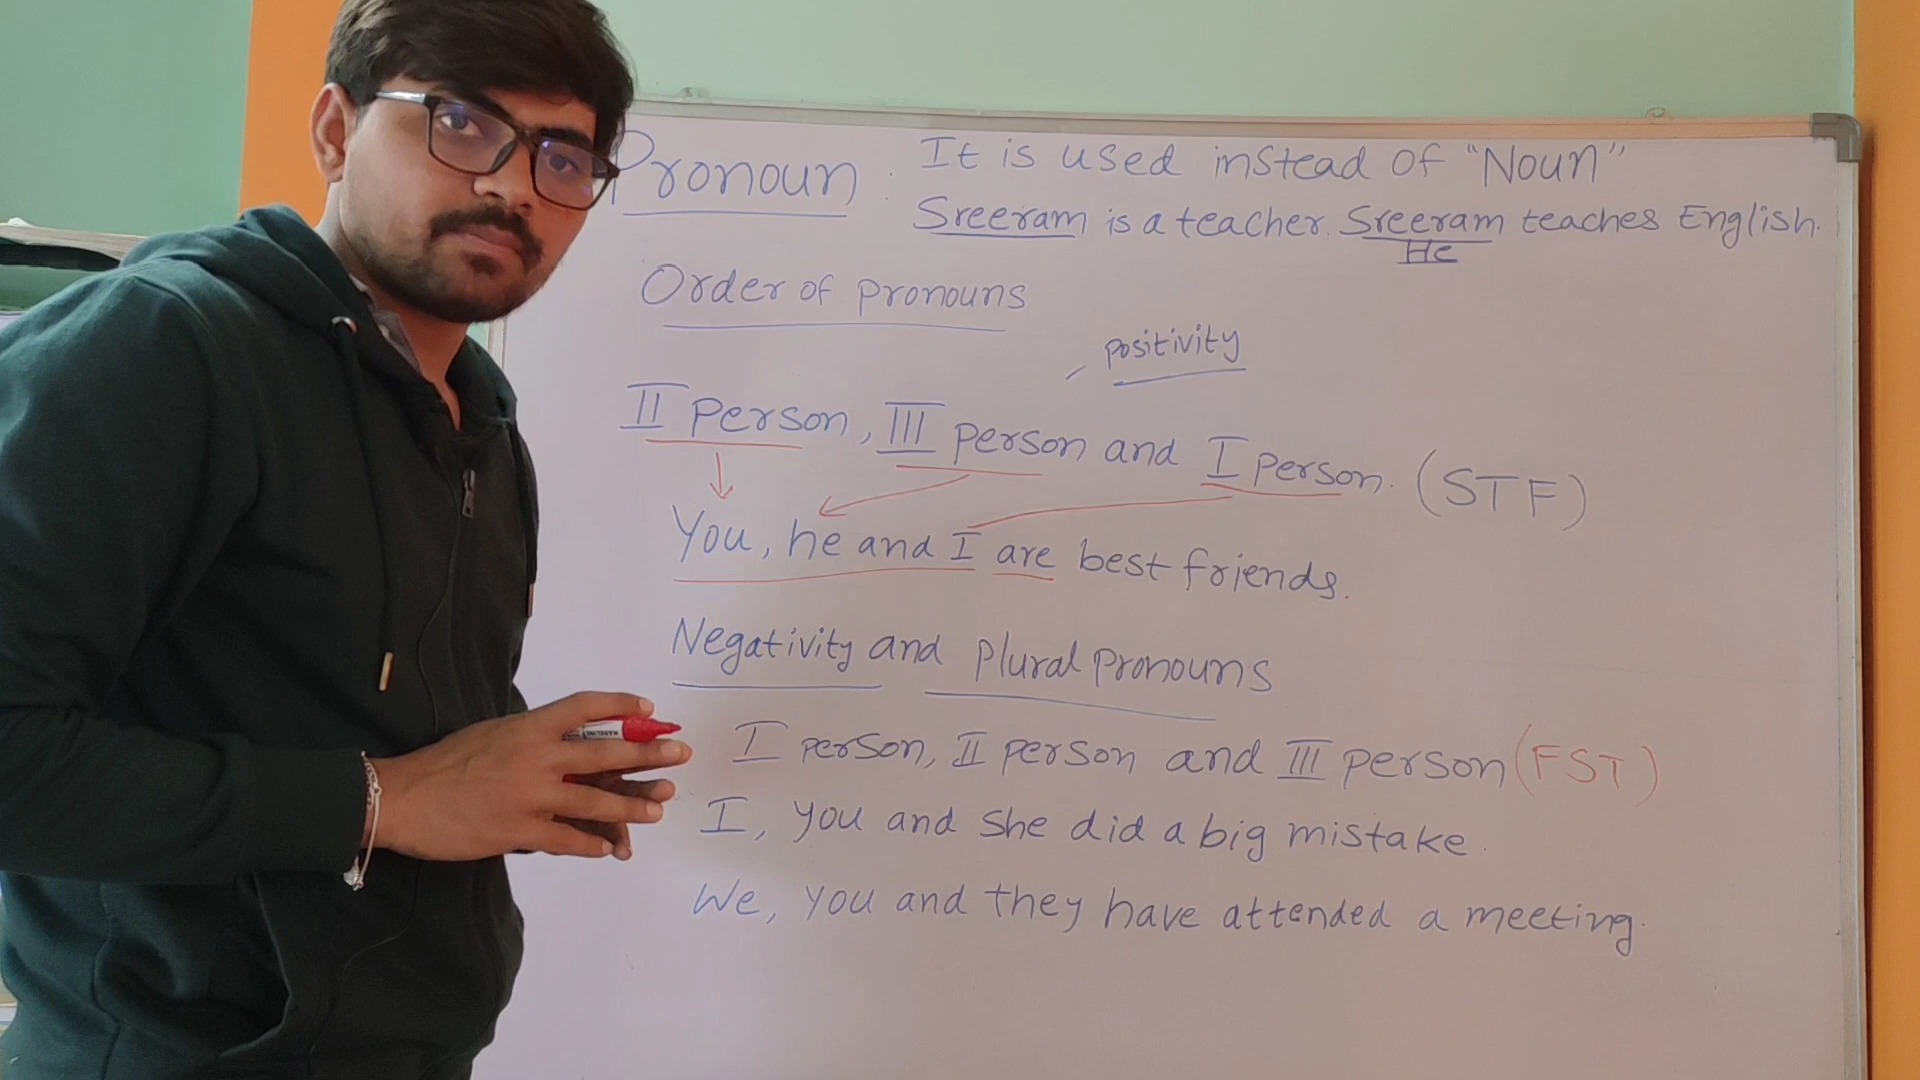 Pronoun : It is used instead of "Noun"
Sreeram is a teacher. Sreeram teaches English.
He
Order of pronouns
positivity
II person, III person and I person. (STF)
You, he and I are best friends.
Negativity and plural pronouns
I person, II person and III person (FST)
I, you and she did a big mistake.
We, you and they have attended a meeting.